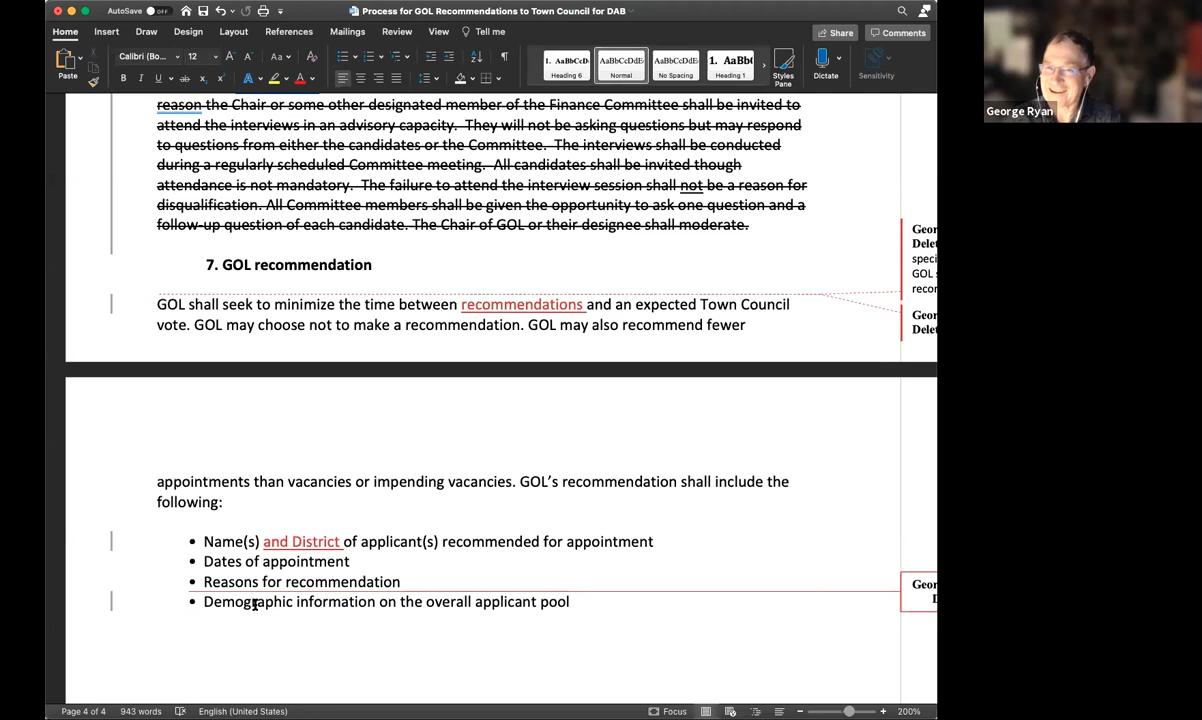 AutoSave OFF
Process for GOL Recommendations to Town Council for DAB
Home Insert Draw Design Layout References Mailings Review View Tell me
Share Comments
Paste
Calibri (Bo... 12
Heading 6
Normal
No Spacing
Heading 1
Styles Pane
Dictate
Sensitivity
reason the Chair or some other designated member of the Finance Committee shall be invited to
attend the interviews in an advisory capacity. They will not be asking questions but may respond
to questions from either the candidates or the Committee. The interviews shall be conducted
during a regularly scheduled Committee meeting. All candidates shall be invited though
attendance is not mandatory. The failure to attend the interview session shall not be a reason for
disqualification. All Committee members shall be given the opportunity to ask one question and a
follow-up question of each candidate. The Chair of GOL or their designee shall moderate.
7. GOL recommendation
GOL shall seek to minimize the time between recommendations and an expected Town Council
vote. GOL may choose not to make a recommendation. GOL may also recommend fewer
appointments than vacancies or impending vacancies. GOL's recommendation shall include the
following:
• Name(s) and District of applicant(s) recommended for appointment
• Dates of appointment
• Reasons for recommendation
• Demographic information on the overall applicant pool
Page 4 of 4 943 words English (United States)
Focus
200%
George Ryan